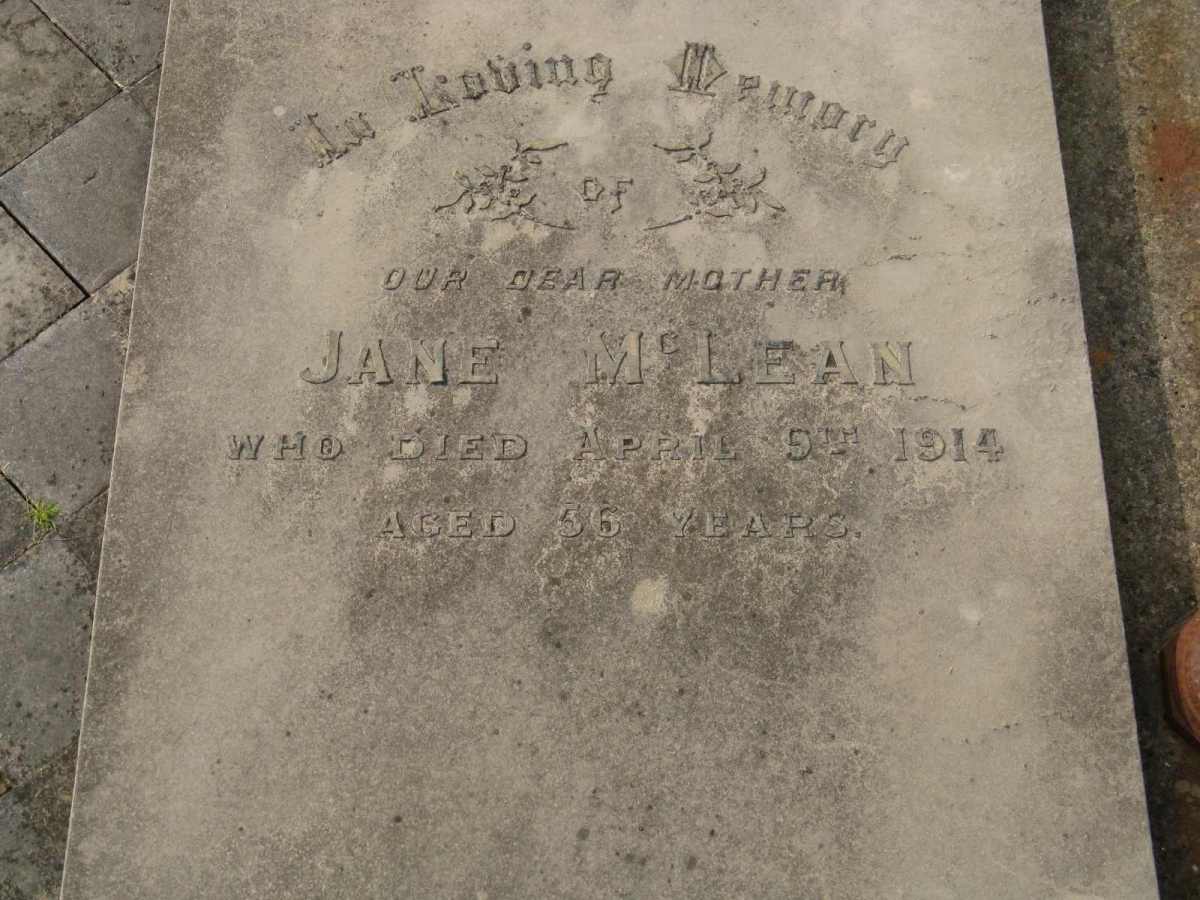 In Loving Memory
OF
OUR DEAR MOTHER
JANE McLEAN
WHO DIED APRIL 9TH 1914
AGED 56 YEARS.